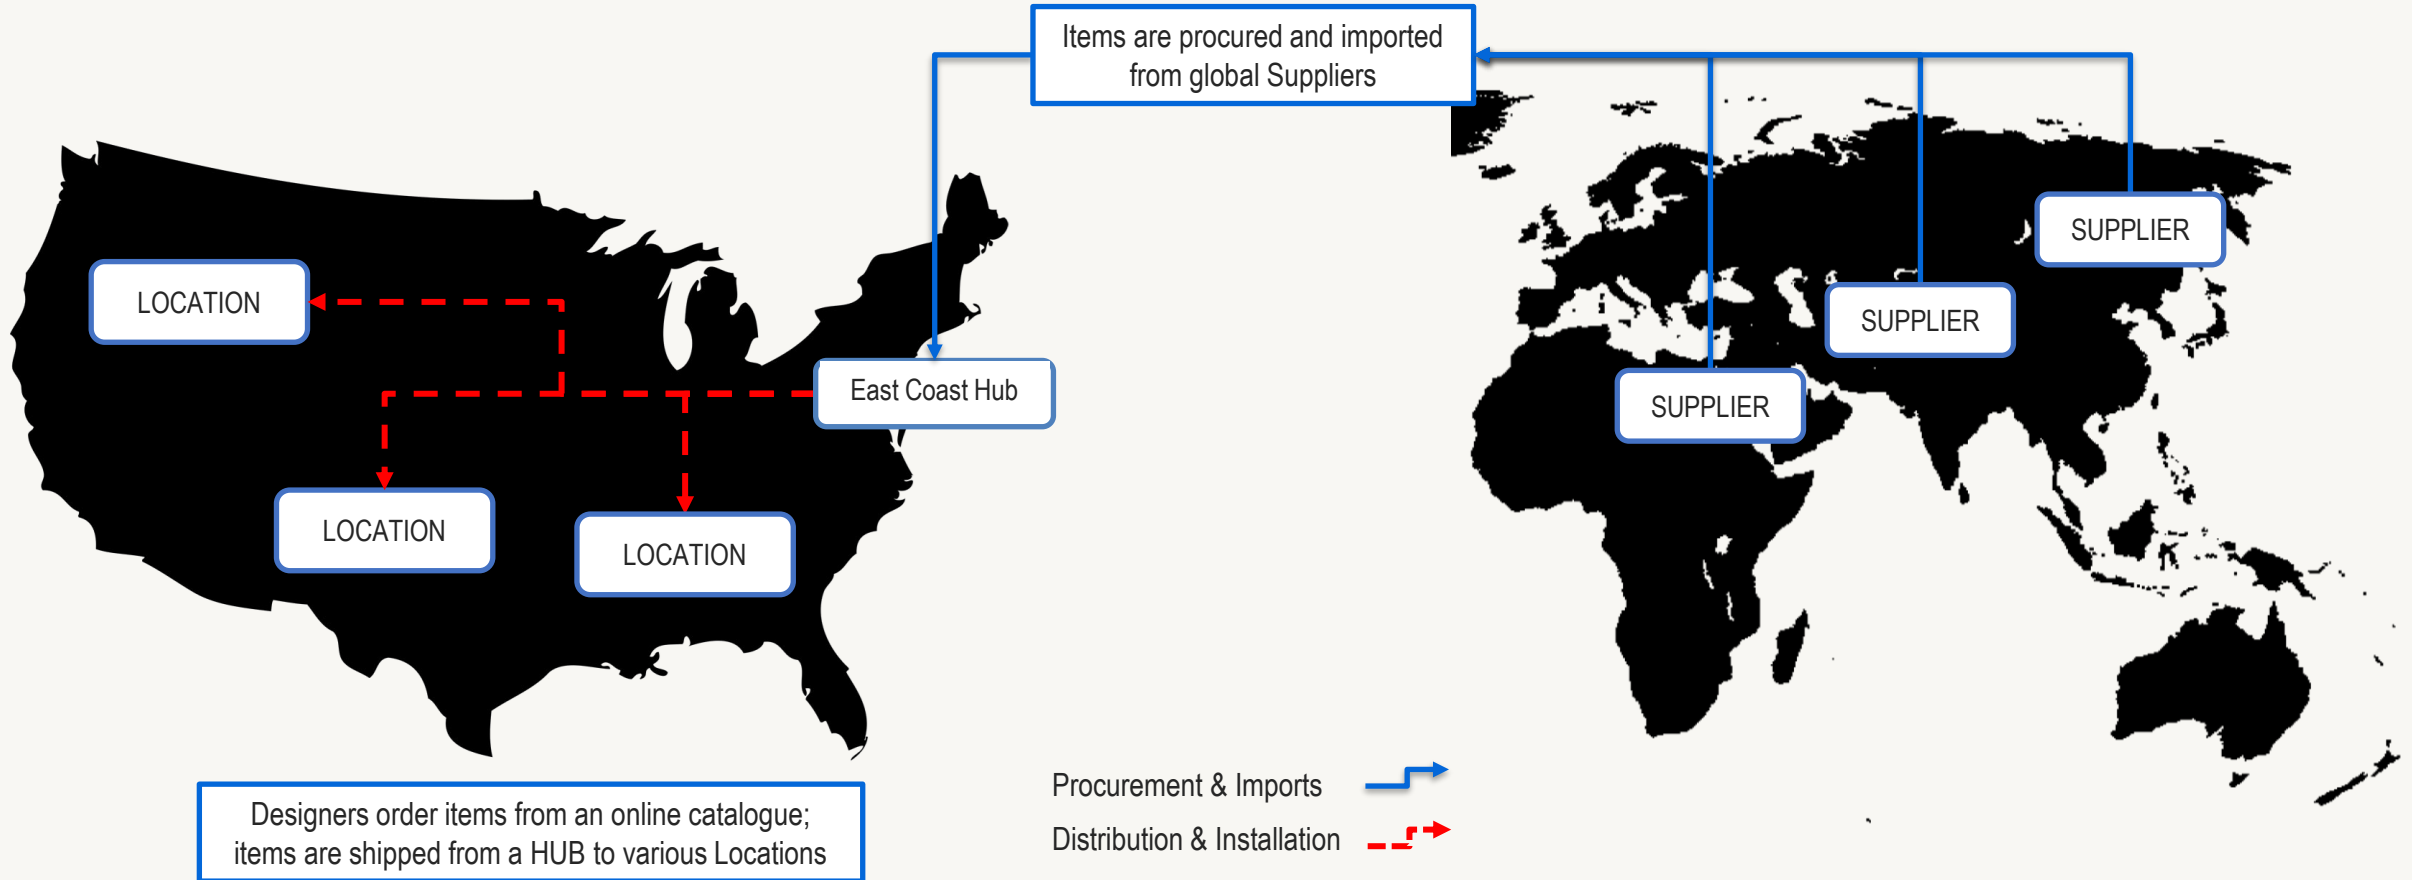 Items are procured and imported
from global Suppliers
SUPPLIER
LOCATION
SUPPLIER
East Coast Hub
SUPPLIER
LOCATION
LOCATION
Procurement & Imports
Designers order items from an online catalogue;
items are shipped from a HUB to various Locations
Distribution & Installation